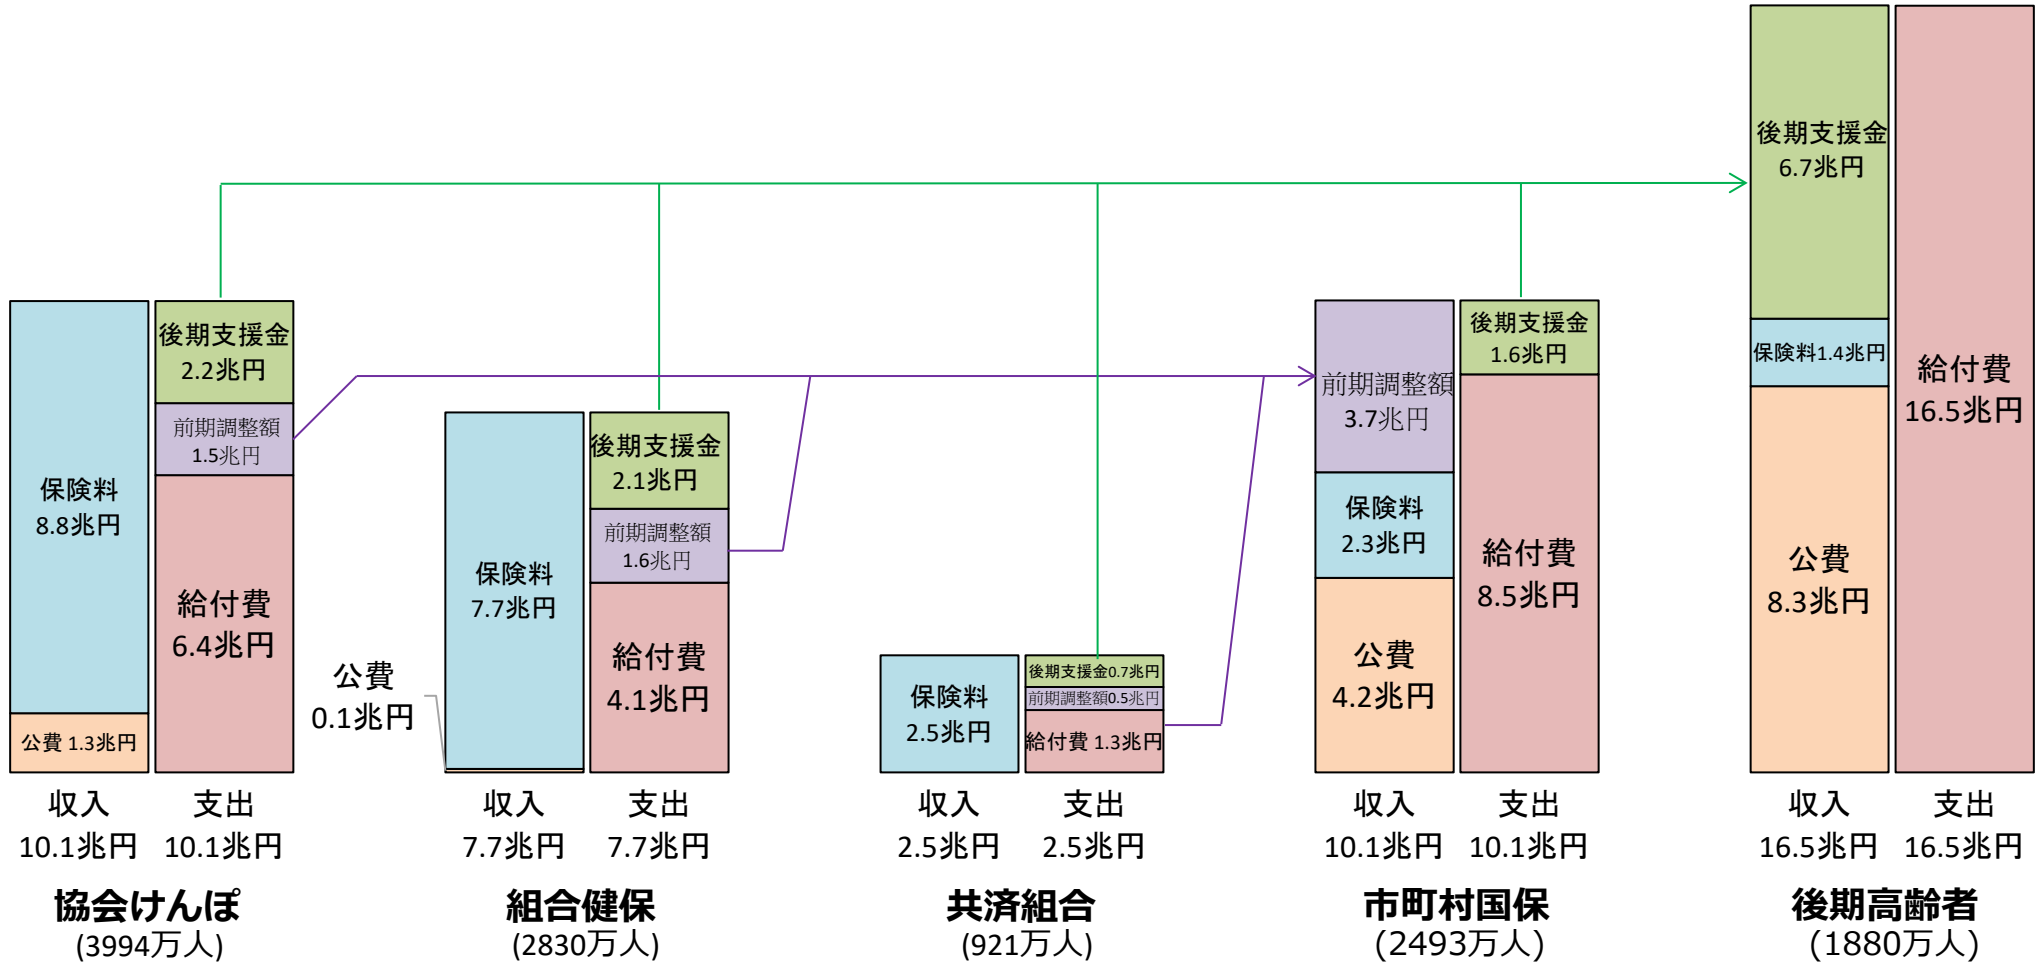 後期支援金
2.2兆円
前期調整額
1.5兆円
保険料
8.8兆円
給付費
6.4兆円
公費 1.3兆円
収入
10.1兆円
支出
10.1兆円
協会けんぽ
(3994万人)
後期支援金
2.1兆円
前期調整額
1.6兆円
保険料
7.7兆円
給付費
4.1兆円
公費
0.1兆円
収入
7.7兆円
支出
7.7兆円
組合健保
(2830万人)
後期支援金0.7兆円
前期調整額0.5兆円
保険料
2.5兆円
給付費 1.3兆円
収入
2.5兆円
支出
2.5兆円
共済組合
(921万人)
後期支援金
1.6兆円
前期調整額
3.7兆円
保険料
2.3兆円
給付費
8.5兆円
公費
4.2兆円
収入
10.1兆円
支出
10.1兆円
市町村国保
(2493万人)
後期支援金
6.7兆円
保険料1.4兆円
給付費
16.5兆円
公費
8.3兆円
収入
16.5兆円
支出
16.5兆円
後期高齢者
(1880万人)